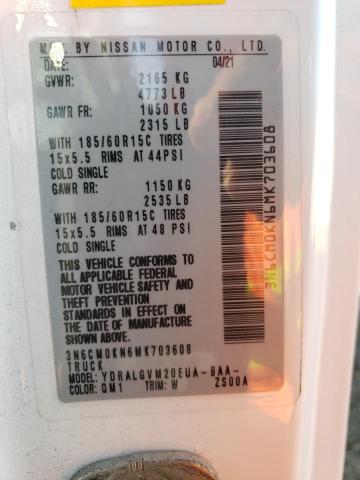 MFD. BY NISSAN MOTOR CO., LTD.
DATE: 04/21
GVWR: 2165 KG
4773 LB
GAWR FR: 1050 KG
2315 LB
WITH 185/60R15C TIRES
15x5.5 RIMS AT 44PSI
COLD SINGLE
GAWR RR: 1150 KG
2535 LB
WITH 185/60R15C TIRES
15x5.5 RIMS AT 48 PSI
COLD SINGLE
THIS VEHICLE CONFORMS TO
ALL APPLICABLE FEDERAL
MOTOR VEHICLE SAFETY AND
THEFT PREVENTION
STANDARDS IN EFFECT ON
THE DATE OF MANUFACTURE
SHOWN ABOVE.
3N6CM0KN6MK703608
TRUCK
MODEL: YDRALGVM20EUA-BAA-
COLOR: QM1 TRIM: W ZS00A
3N6CM0KN6MK703608